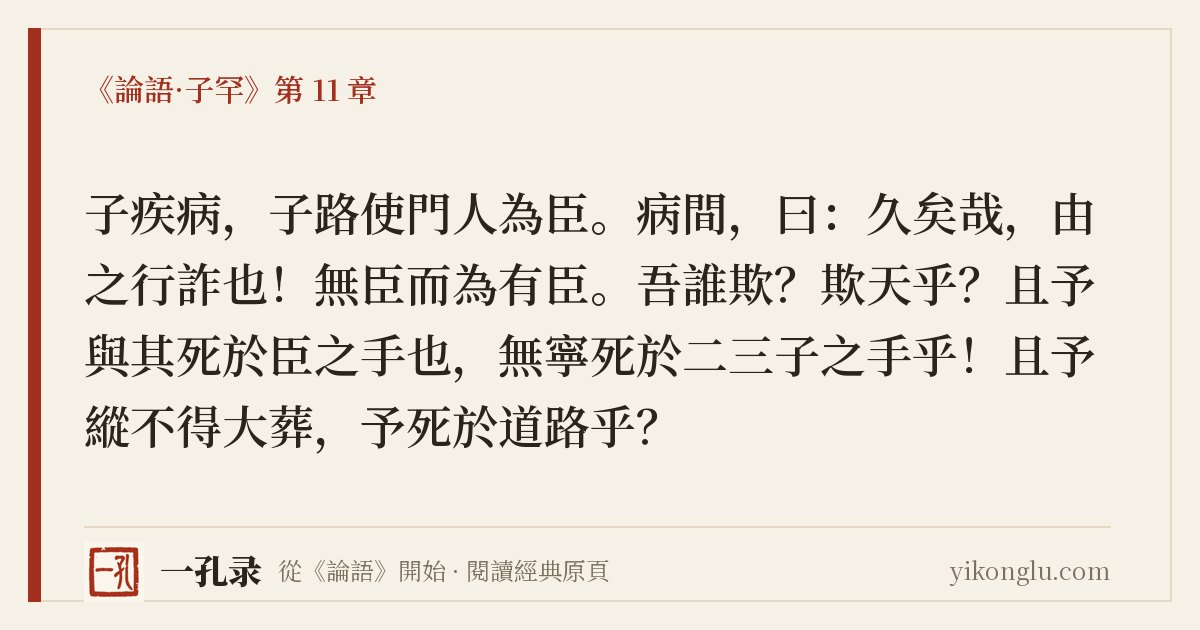 《論語·子罕》第 11 章
子疾病，子路使門人為臣。病間，曰：久矣哉，由
之行詐也！無臣而為有臣。吾誰欺？欺天乎？且予
與其死於臣之手也，無寧死於二三子之手乎！且予
縱不得大葬，予死於道路乎？
一孔
一孔录 從《論語》開始 · 閱讀經典原頁
yikonglu.com